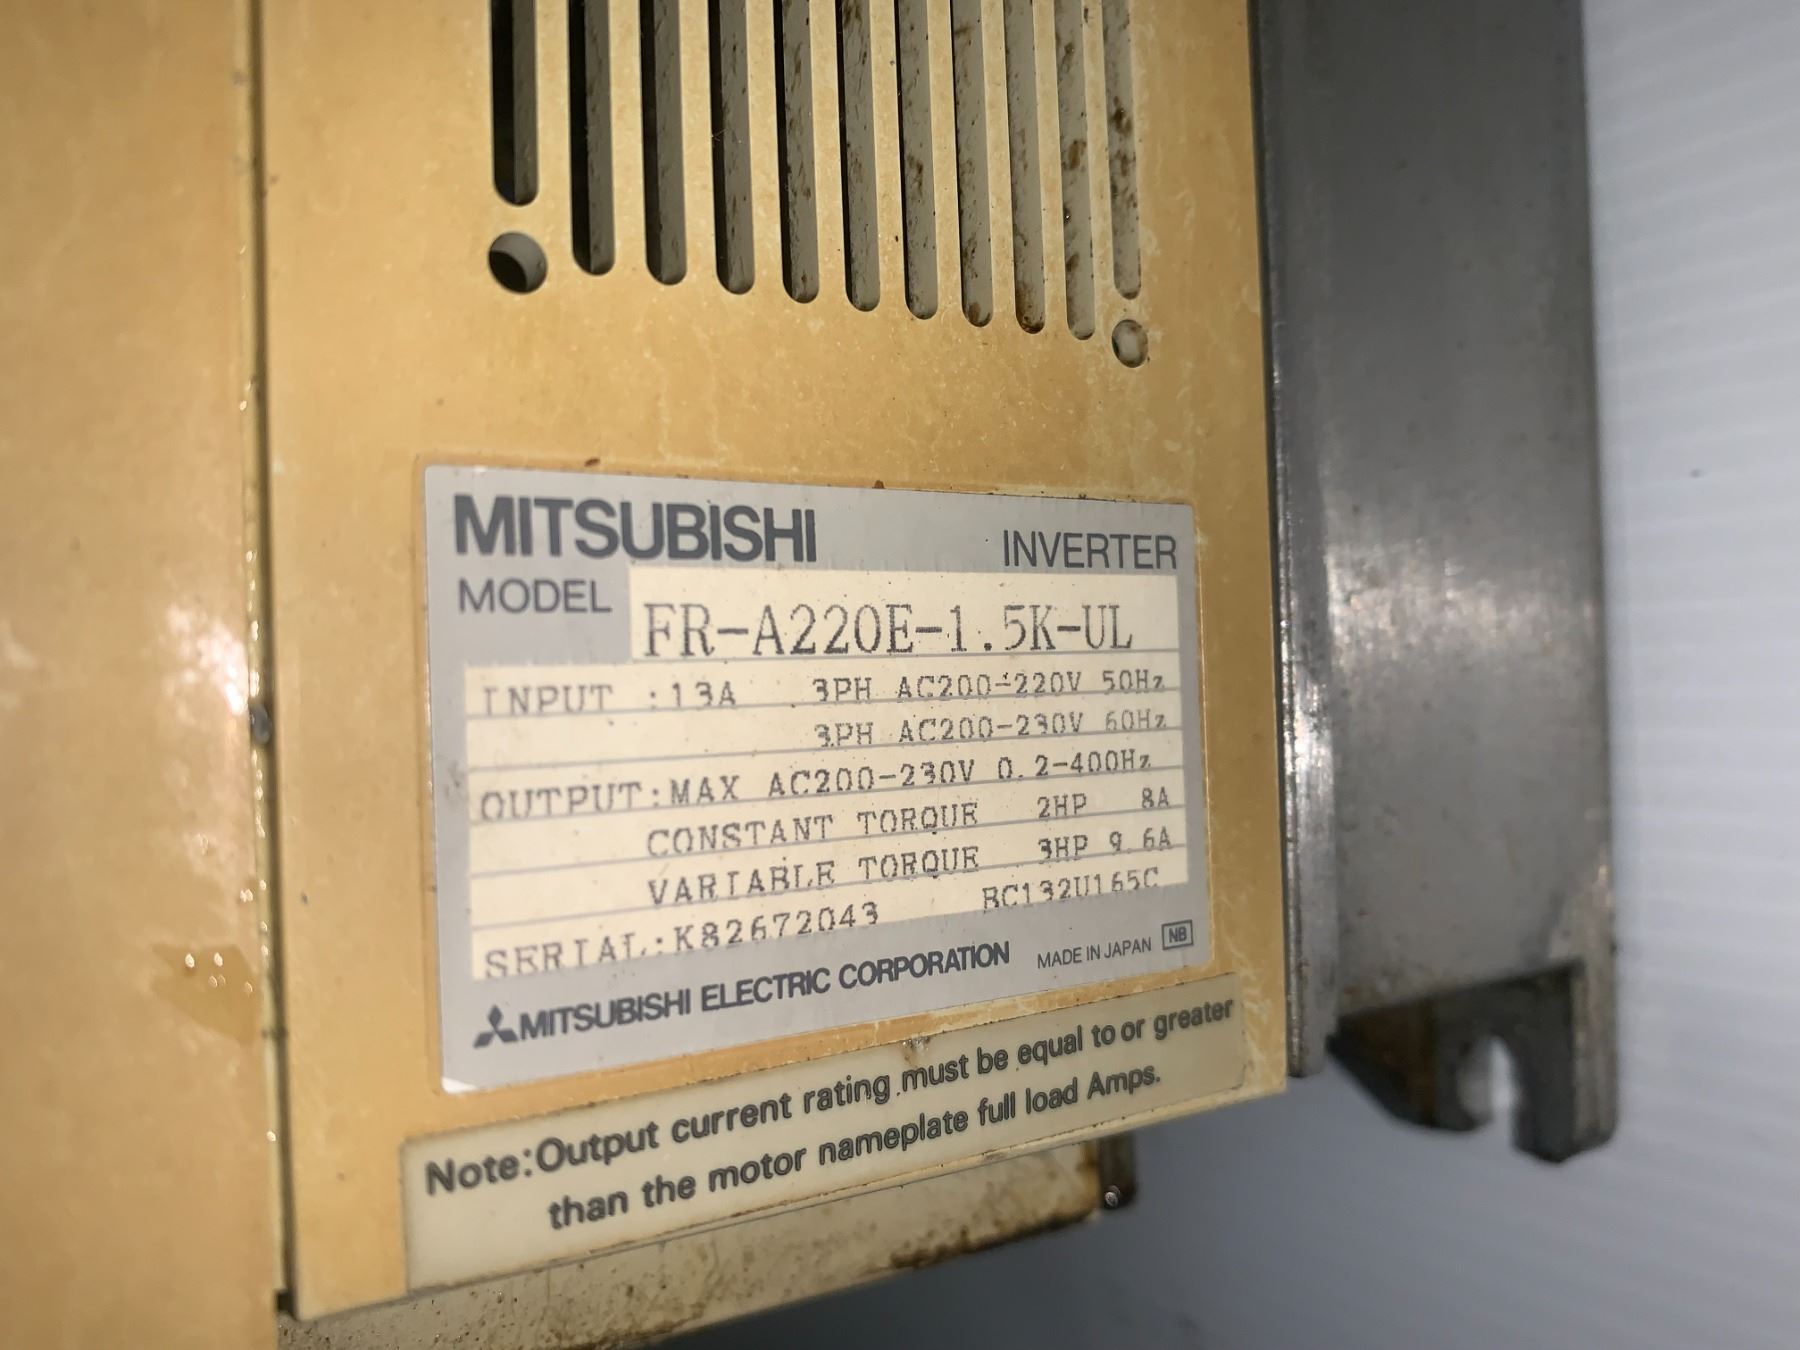 MITSUBISHI INVERTER
MODEL FR-A220E-1.5K-UL
INPUT :13A 3PH AC200-220V 50Hz
3PH AC200-230V 60Hz
OUTPUT:MAX AC200-230V 0.2-400Hz
CONSTANT TORQUE 2HP 8A
VARIABLE TORQUE 3HP 9.6A
SERIAL:K82672043 BC132U165C
MITSUBISHI ELECTRIC CORPORATION MADE IN JAPAN NB
Note:Output current rating must be equal to or greater
than the motor nameplate full load Amps.